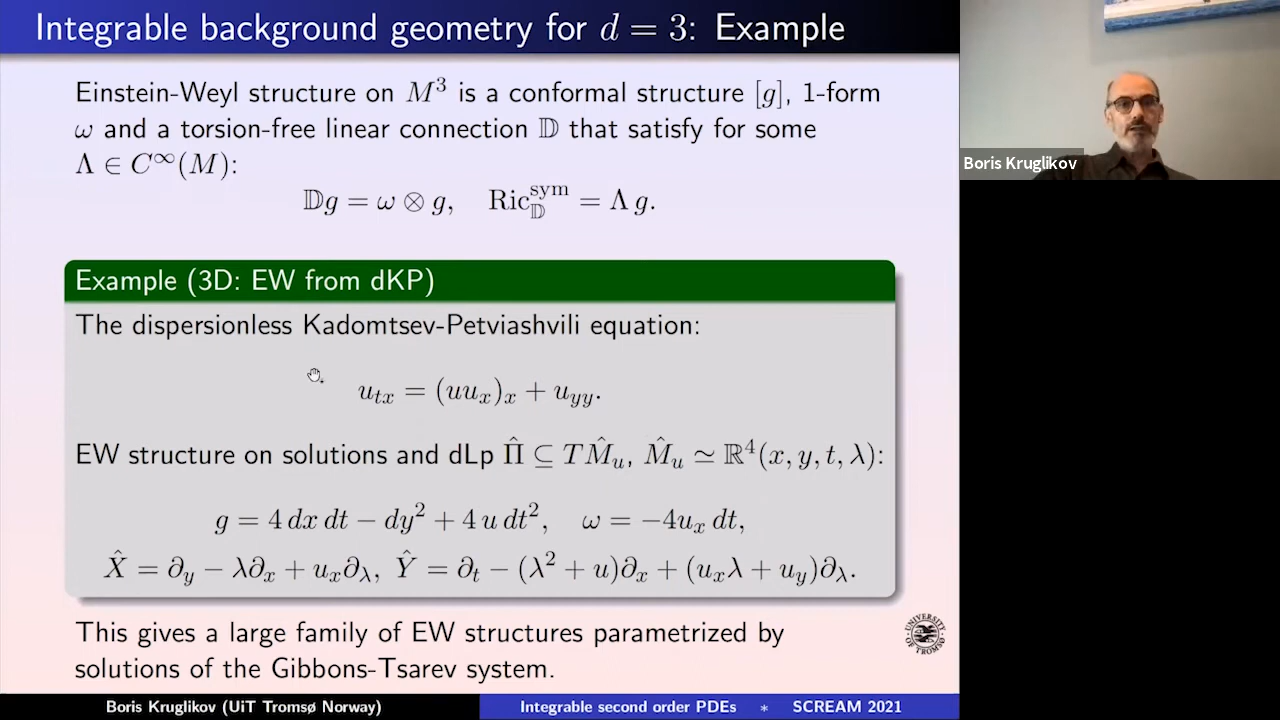 Integrable background geometry for d = 3: Example
Einstein-Weyl structure on M³ is a conformal structure [g], 1-form
ω and a torsion-free linear connection 𝔻 that satisfy for some
Λ ∈ C^∞(M):
𝔻g = ω ⊗ g, Ric_𝔻^sym = Λ g.
Example (3D: EW from dKP)
The dispersionless Kadomtsev-Petviashvili equation:
u_tx = (uu_x)_x + u_yy.
EW structure on solutions and dLp Π̂ ⊆ TM̂_u, M̂_u ≃ ℝ⁴(x, y, t, λ):
g = 4 dx dt − dy² + 4 u dt², ω = −4u_x dt,
X̂ = ∂_y − λ∂_x + u_x∂_λ, Ŷ = ∂_t − (λ² + u)∂_x + (u_xλ + u_y)∂_λ.
This gives a large family of EW structures parametrized by
solutions of the Gibbons-Tsarev system.
UNIVERSITY OF TROMSØ
Boris Kruglikov (UiT Tromsø Norway) Integrable second order PDEs * SCREAM 2021
Boris Kruglikov